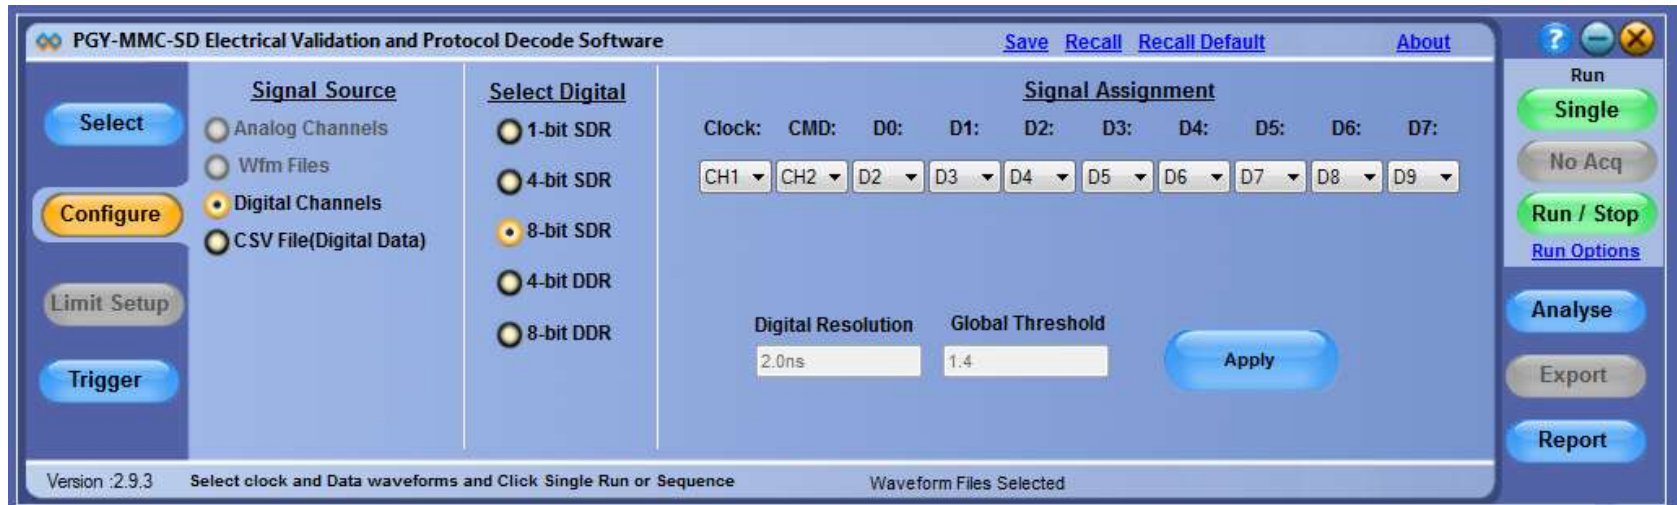 PGY-MMC-SD Electrical Validation and Protocol Decode Software
Save Recall Recall Default About
?
Select
Configure
Limit Setup
Trigger
Signal Source
Analog Channels
Wfm Files
Digital Channels
CSV File(Digital Data)
Select Digital
1-bit SDR
4-bit SDR
8-bit SDR
4-bit DDR
8-bit DDR
Signal Assignment
Clock: CMD: D0: D1: D2: D3: D4: D5: D6: D7:
CH1 CH2 D2 D3 D4 D5 D6 D7 D8 D9
Digital Resolution Global Threshold
2.0ns 1.4
Apply
Run
Single
No Acq
Run / Stop
Run Options
Analyse
Export
Report
Version :2.9.3 Select clock and Data waveforms and Click Single Run or Sequence Waveform Files Selected